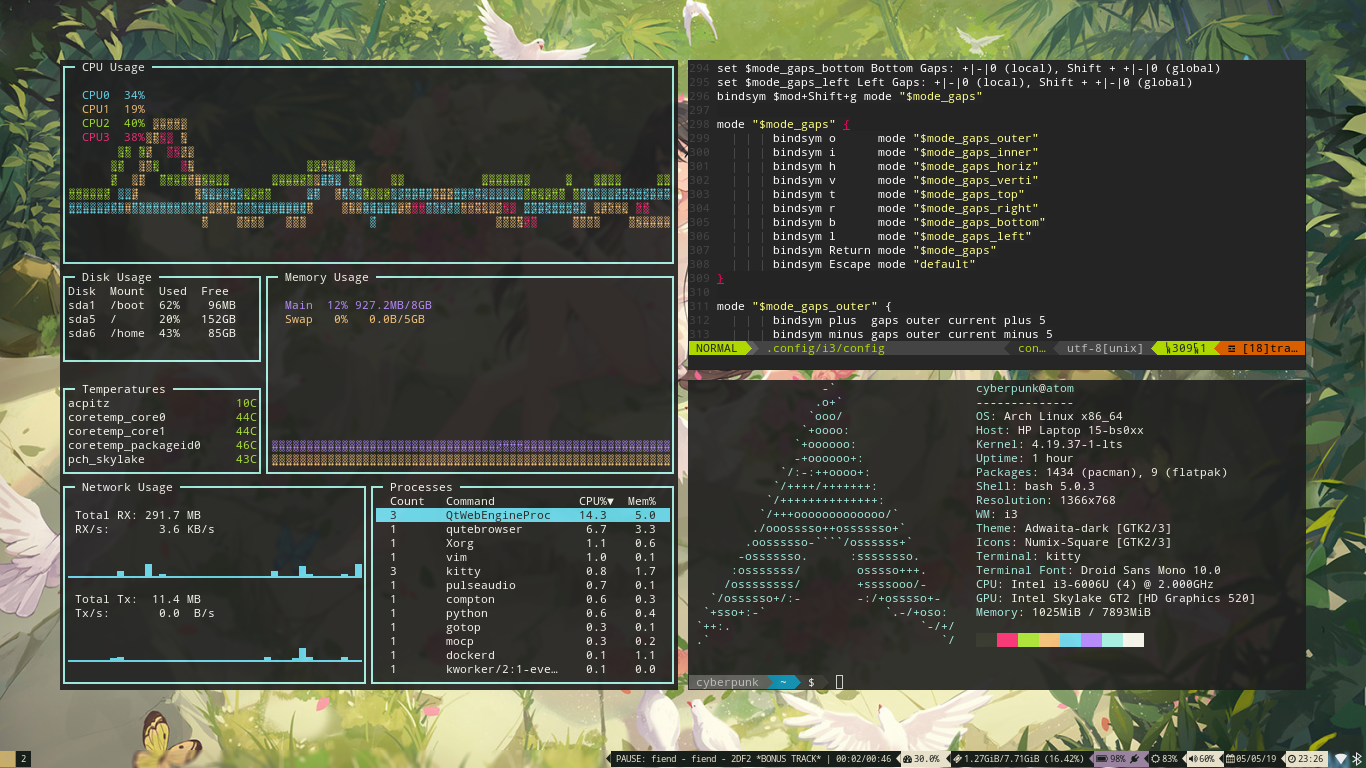 CPU Usage
CPU0 34%
CPU1 19%
CPU2 40%
CPU3 38%
Disk Usage
Disk Mount Used Free
sda1 /boot 62% 96MB
sda5 / 20% 152GB
sda6 /home 43% 85GB
Memory Usage
Main 12% 927.2MB/8GB
Swap 0% 0.0B/5GB
Temperatures
acpitz 10C
coretemp_core0 44C
coretemp_core1 44C
coretemp_packageid0 46C
pch_skylake 43C
Network Usage
Total RX: 291.7 MB
RX/s: 3.6 KB/s
Total Tx: 11.4 MB
Tx/s: 0.0 B/s
Processes
Count Command CPU%▼ Mem%
3 QtWebEngineProc 14.3 5.0
1 qutebrowser 6.7 3.3
1 Xorg 1.1 0.6
1 vim 1.0 0.1
3 kitty 0.8 1.7
1 pulseaudio 0.7 0.1
1 compton 0.6 0.3
1 python 0.6 0.4
1 gotop 0.3 0.1
1 mocp 0.3 0.2
1 dockerd 0.1 1.1
1 kworker/2:1-eve… 0.1 0.0
294 set $mode_gaps_bottom Bottom Gaps: +|-|0 (local), Shift + +|-|0 (global)
295 set $mode_gaps_left Left Gaps: +|-|0 (local), Shift + +|-|0 (global)
296 bindsym $mod+Shift+g mode "$mode_gaps"
297
298 mode "$mode_gaps" {
299 bindsym o mode "$mode_gaps_outer"
300 bindsym i mode "$mode_gaps_inner"
301 bindsym h mode "$mode_gaps_horiz"
302 bindsym v mode "$mode_gaps_verti"
303 bindsym t mode "$mode_gaps_top"
304 bindsym r mode "$mode_gaps_right"
305 bindsym b mode "$mode_gaps_bottom"
306 bindsym l mode "$mode_gaps_left"
307 bindsym Return mode "$mode_gaps"
308 bindsym Escape mode "default"
309 }
310
311 mode "$mode_gaps_outer" {
312 bindsym plus gaps outer current plus 5
313 bindsym minus gaps outer current minus 5
NORMAL .config/i3/config con… utf-8[unix] 309 1 [18]tra…
cyberpunk@atom
--------------
OS: Arch Linux x86_64
Host: HP Laptop 15-bs0xx
Kernel: 4.19.37-1-lts
Uptime: 1 hour
Packages: 1434 (pacman), 9 (flatpak)
Shell: bash 5.0.3
Resolution: 1366x768
WM: i3
Theme: Adwaita-dark [GTK2/3]
Icons: Numix-Square [GTK2/3]
Terminal: kitty
Terminal Font: Droid Sans Mono 10.0
CPU: Intel i3-6006U (4) @ 2.000GHz
GPU: Intel Skylake GT2 [HD Graphics 520]
Memory: 1025MiB / 7893MiB
cyberpunk ~ $
2 PAUSE: fiend - fiend - 2DF2 *BONUS TRACK* | 00:02/00:46 30.0% 1.27GiB/7.71GiB (16.42%) 98% 83% 60% 05/05/19 23:26